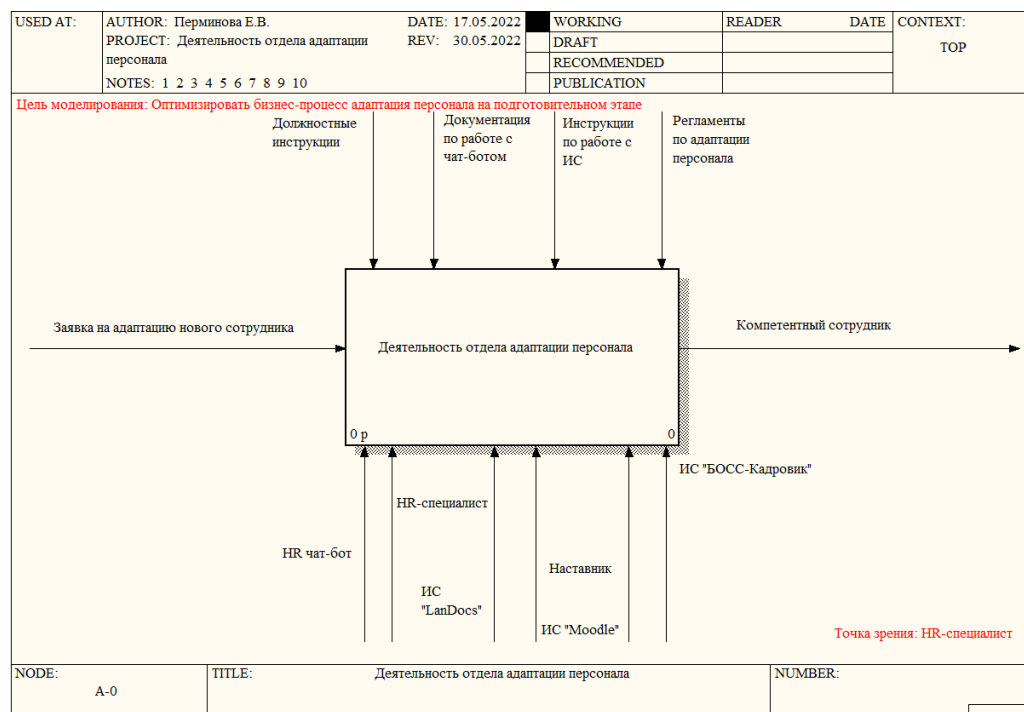 USED AT:
AUTHOR: Перминова Е.В.
DATE: 17.05.2022
PROJECT: Деятельность отдела адаптации
персонала
REV: 30.05.2022
NOTES: 1 2 3 4 5 6 7 8 9 10
WORKING
DRAFT
RECOMMENDED
PUBLICATION
READER
DATE
CONTEXT:
TOP
Цель моделирования: Оптимизировать бизнес-процесс адаптация персонала на подготовительном этапе
Должностные
инструкции
Документация
по работе с
чат-ботом
Инструкции
по работе с
ИС
Регламенты
по адаптации
персонала
Заявка на адаптацию нового сотрудника
Деятельность отдела адаптации персонала
Компетентный сотрудник
0 р
0
ИС "БОСС-Кадровик"
HR-специалист
HR чат-бот
Наставник
ИС
"LanDocs"
ИС "Moodle"
Точка зрения: HR-специалист
NODE:
A-0
TITLE:
Деятельность отдела адаптации персонала
NUMBER: